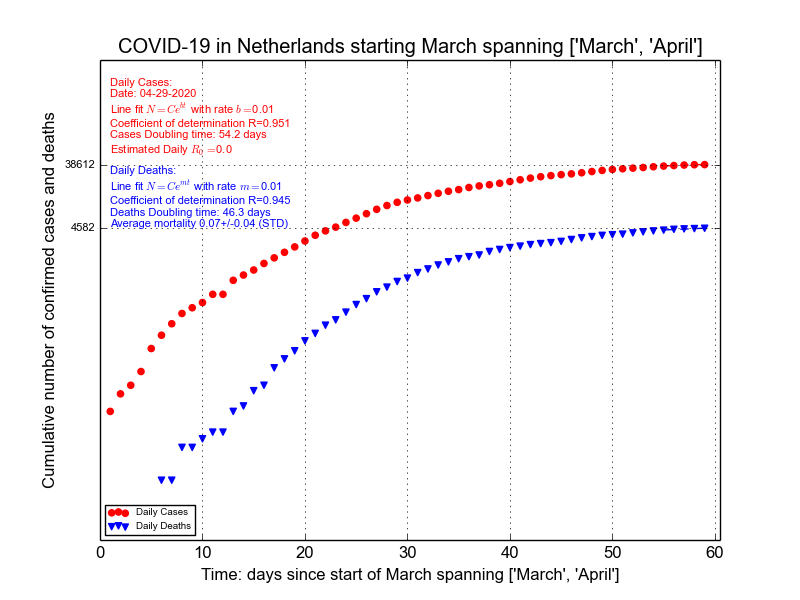 COVID-19 in Netherlands starting March spanning ['March', 'April']
Daily Cases:
Date: 04-29-2020
Line fit N = Ce^{bt} with rate b =0.01
Coefficient of determination R=0.951
Cases Doubling time: 54.2 days
Estimated Daily R_0 =0.0
Daily Deaths:
Line fit N = Ce^{mt} with rate m =0.01
Coefficient of determination R=0.945
Deaths Doubling time: 46.3 days
Average mortality 0.07+/-0.04 (STD)
38612
4582
Cumulative number of confirmed cases and deaths
Daily Cases
Daily Deaths
0 10 20 30 40 50 60
Time: days since start of March spanning ['March', 'April']